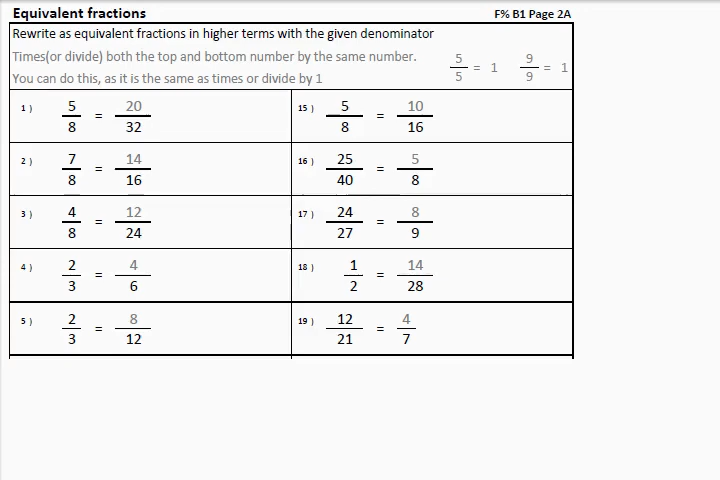 Equivalent fractions F% B1 Page 2A
Rewrite as equivalent fractions in higher terms with the given denominator
Times(or divide) both the top and bottom number by the same number.
You can do this, as it is the same as times or divide by 1
5/5 = 1 9/9 = 1
1 ) 5/8 = 20/32
15 ) 5/8 = 10/16
2 ) 7/8 = 14/16
16 ) 25/40 = 5/8
3 ) 4/8 = 12/24
17 ) 24/27 = 8/9
4 ) 2/3 = 4/6
18 ) 1/2 = 14/28
5 ) 2/3 = 8/12
19 ) 12/21 = 4/7